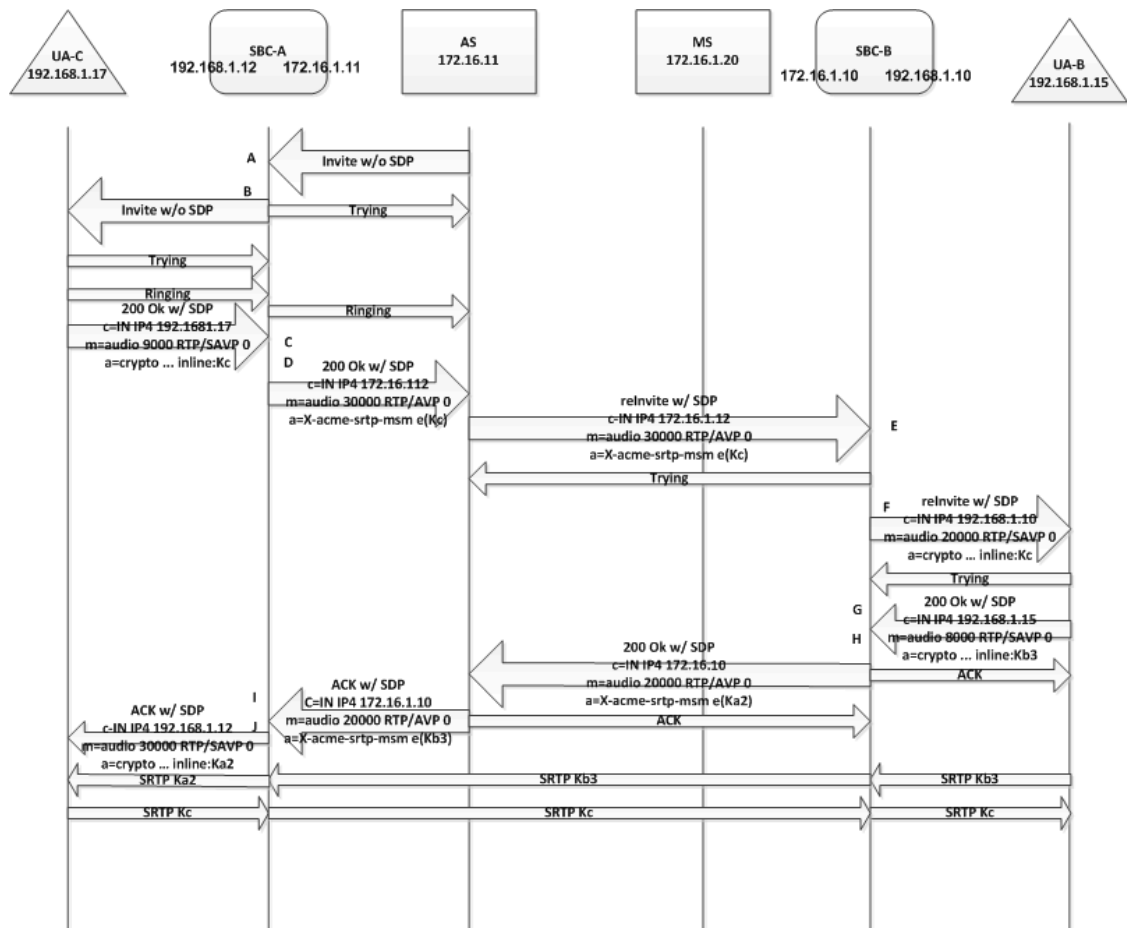 UA-C
192.168.1.17
SBC-A
192.168.1.12 172.16.1.11
AS
172.16.11
MS
172.16.1.20
SBC-B
172.16.1.10 192.168.1.10
UA-B
192.168.1.15
A
Invite w/o SDP
B
Invite w/o SDP
Trying
Trying
Ringing
Ringing
200 Ok w/ SDP
c=IN IP4 192.1681.17
m=audio 9000 RTP/SAVP 0
a=crypto ... inline:Kc
C
D
200 Ok w/ SDP
c=IN IP4 172.16.112
m=audio 30000 RTP/AVP 0
a=X-acme-srtp-msm e(Kc)
reInvite w/ SDP
c-IN IP4 172.16.1.12
m=audio 30000 RTP/AVP 0
a=X-acme-srtp-msm e(Kc)
E
Trying
F
reInvite w/ SDP
c=IN IP4 192.168.1.10
m=audio 20000 RTP/SAVP 0
a=crypto ... inline:Kc
Trying
G
H
200 Ok w/ SDP
c=IN IP4 192.168.1.15
m=audio 8000 RTP/SAVP 0
a=crypto ... inline:Kb3
200 Ok w/ SDP
c=IN IP4 172.16.10
m=audio 20000 RTP/AVP 0
a=X-acme-srtp-msm e(Ka2)
ACK
I
J
ACK w/ SDP
C=IN IP4 172.16.1.10
m=audio 20000 RTP/AVP 0
a=X-acme-srtp-msm e(Kb3)
ACK
ACK w/ SDP
c-IN IP4 192.168.1.12
m=audio 30000 RTP/SAVP 0
a=crypto ... inline:Ka2
SRTP Ka2
SRTP Kb3
SRTP Kb3
SRTP Kc
SRTP Kc
SRTP Kc